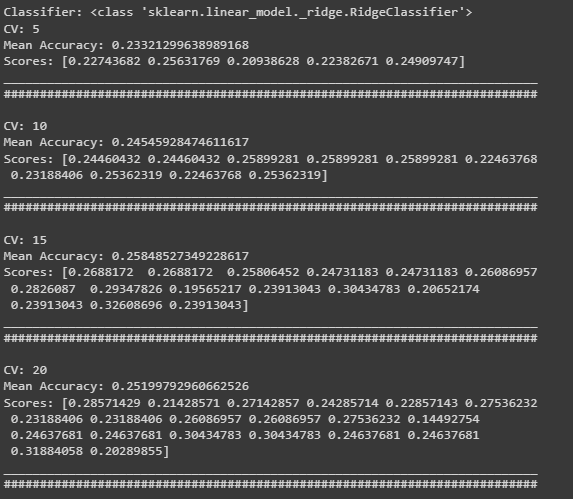 Classifier: <class 'sklearn.linear_model._ridge.RidgeClassifier'>
CV: 5
Mean Accuracy: 0.23321299638989168
Scores: [0.22743682 0.25631769 0.20938628 0.22382671 0.24909747]
___________________________________________________________________________
###########################################################################
CV: 10
Mean Accuracy: 0.24545928474611617
Scores: [0.24460432 0.24460432 0.25899281 0.25899281 0.25899281 0.22463768
0.23188406 0.25362319 0.22463768 0.25362319]
___________________________________________________________________________
###########################################################################
CV: 15
Mean Accuracy: 0.25848527349228617
Scores: [0.2688172  0.2688172  0.25806452 0.24731183 0.24731183 0.26086957
0.2826087  0.29347826 0.19565217 0.23913043 0.30434783 0.20652174
0.23913043 0.32608696 0.23913043]
___________________________________________________________________________
###########################################################################
CV: 20
Mean Accuracy: 0.25199792960662526
Scores: [0.28571429 0.21428571 0.27142857 0.24285714 0.22857143 0.27536232
0.23188406 0.23188406 0.26086957 0.26086957 0.27536232 0.14492754
0.24637681 0.24637681 0.30434783 0.30434783 0.24637681 0.24637681
0.31884058 0.20289855]
___________________________________________________________________________
###########################################################################